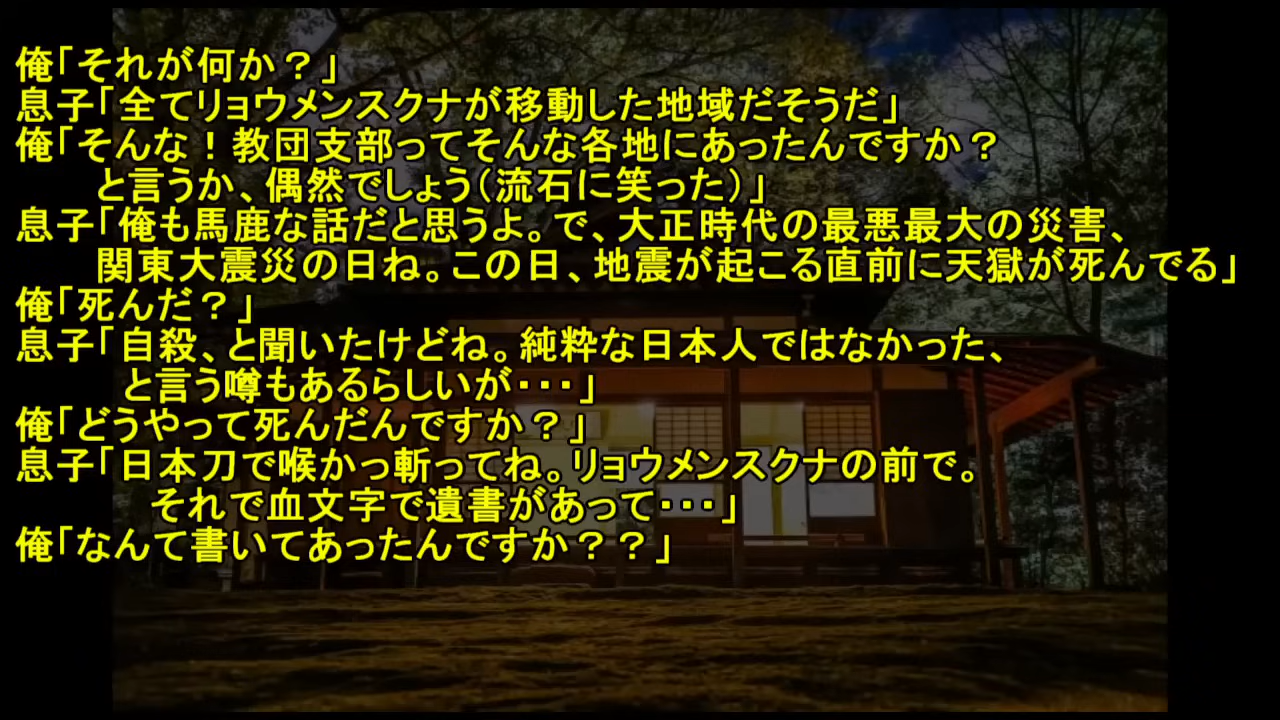 俺「それが何か？」
息子「全てリョウメンスクナが移動した地域だそうだ」
俺「そんな！教団支部ってそんな各地にあったんですか？
と言うか、偶然でしょう（流石に笑った）」
息子「俺も馬鹿な話だと思うよ。で、大正時代の最悪最大の災害、
関東大震災の日ね。この日、地震が起こる直前に天獄が死んでる」
俺「死んだ？」
息子「自殺、と聞いたけどね。純粋な日本人ではなかった、
と言う噂もあるらしいが・・・」
俺「どうやって死んだんですか？」
息子「日本刀で喉かっ斬ってね。リョウメンスクナの前で。
それで血文字で遺書があって・・・」
俺「なんて書いてあったんですか？？」